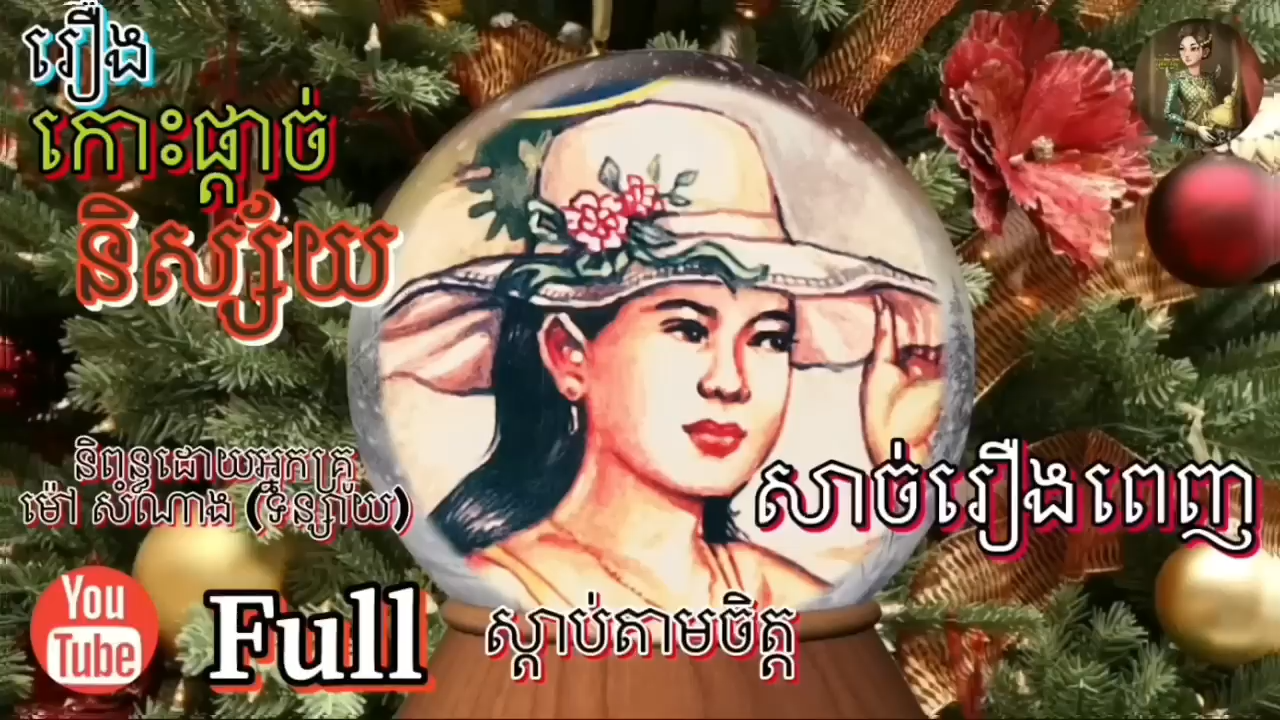 រឿង
កោះផ្ដាច់
និស្ស័យ
និពន្ធដោយអ្នកគ្រូ
ម៉ៅ សំណាង (ទន្សាយ)
សាច់រឿងពេញ
You
Tube
Full
ស្ដាប់តាមចិត្ត